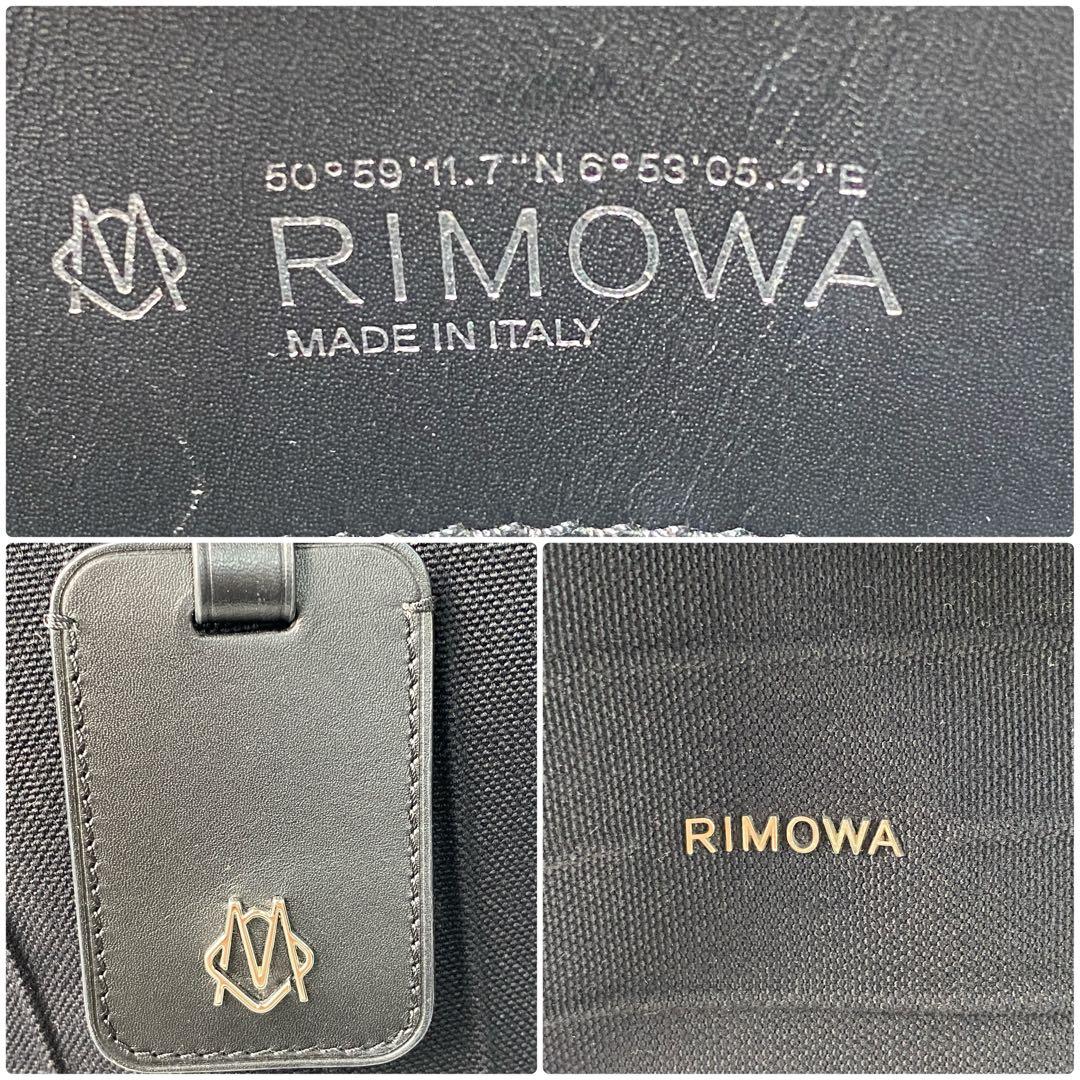 50°59'11.7"N 6°53'05.4"E
RIMOWA
MADE IN ITALY
RIMOWA